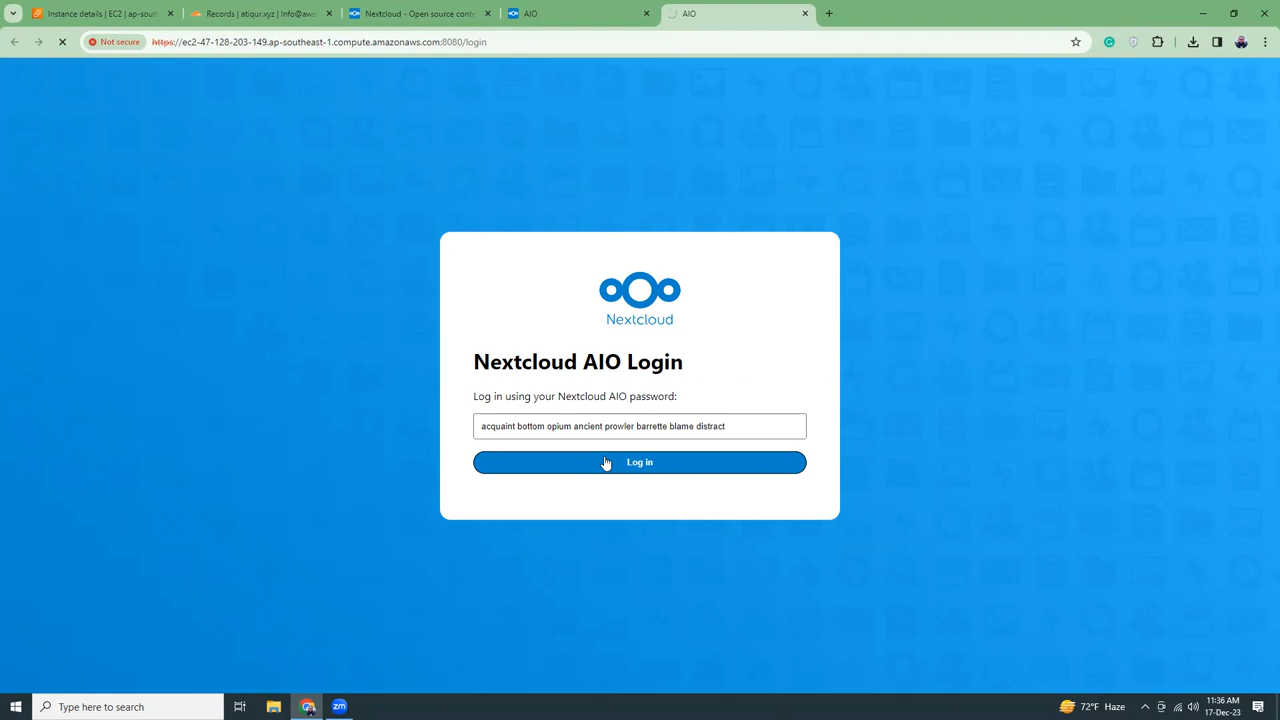 Instance details | EC2 | ap-sout
Records | atiqur.xyz | Info@aws
Nextcloud - Open source conte
AIO
AIO
Not secure
https://ec2-47-128-203-149.ap-southeast-1.compute.amazonaws.com:8080/login
Nextcloud
Nextcloud AIO Login
Log in using your Nextcloud AIO password:
acquaint bottom opium ancient prowler barrette blame distract
Log in
Type here to search
zm
72°F Haze
11:36 AM
17-Dec-23